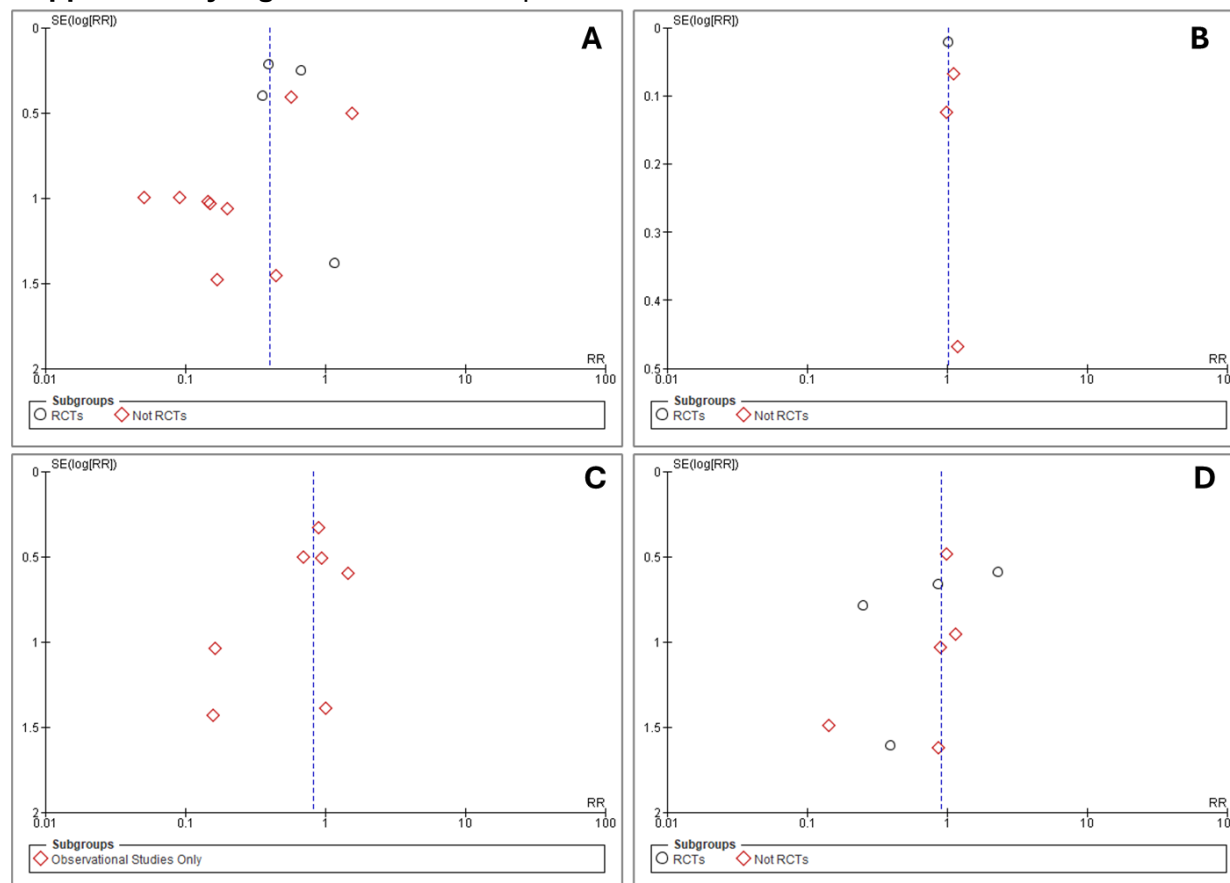 SE(log[RR])
A
0
0.5
1
1.5
2
0.01
0.1
1
10
100
RR
Subgroups
RCTs
Not RCTs
SE(log[RR])
B
0
0.1
0.2
0.3
0.4
0.5
0.01
0.1
1
10
RR
Subgroups
RCTs
Not RCTs
SE(log[RR])
C
0
0.5
1
1.5
2
0.01
0.1
1
10
100
RR
Subgroups
Observational Studies Only
SE(log[RR])
D
0
0.5
1
1.5
2
0.01
0.1
1
10
RR
Subgroups
RCTs
Not RCTs